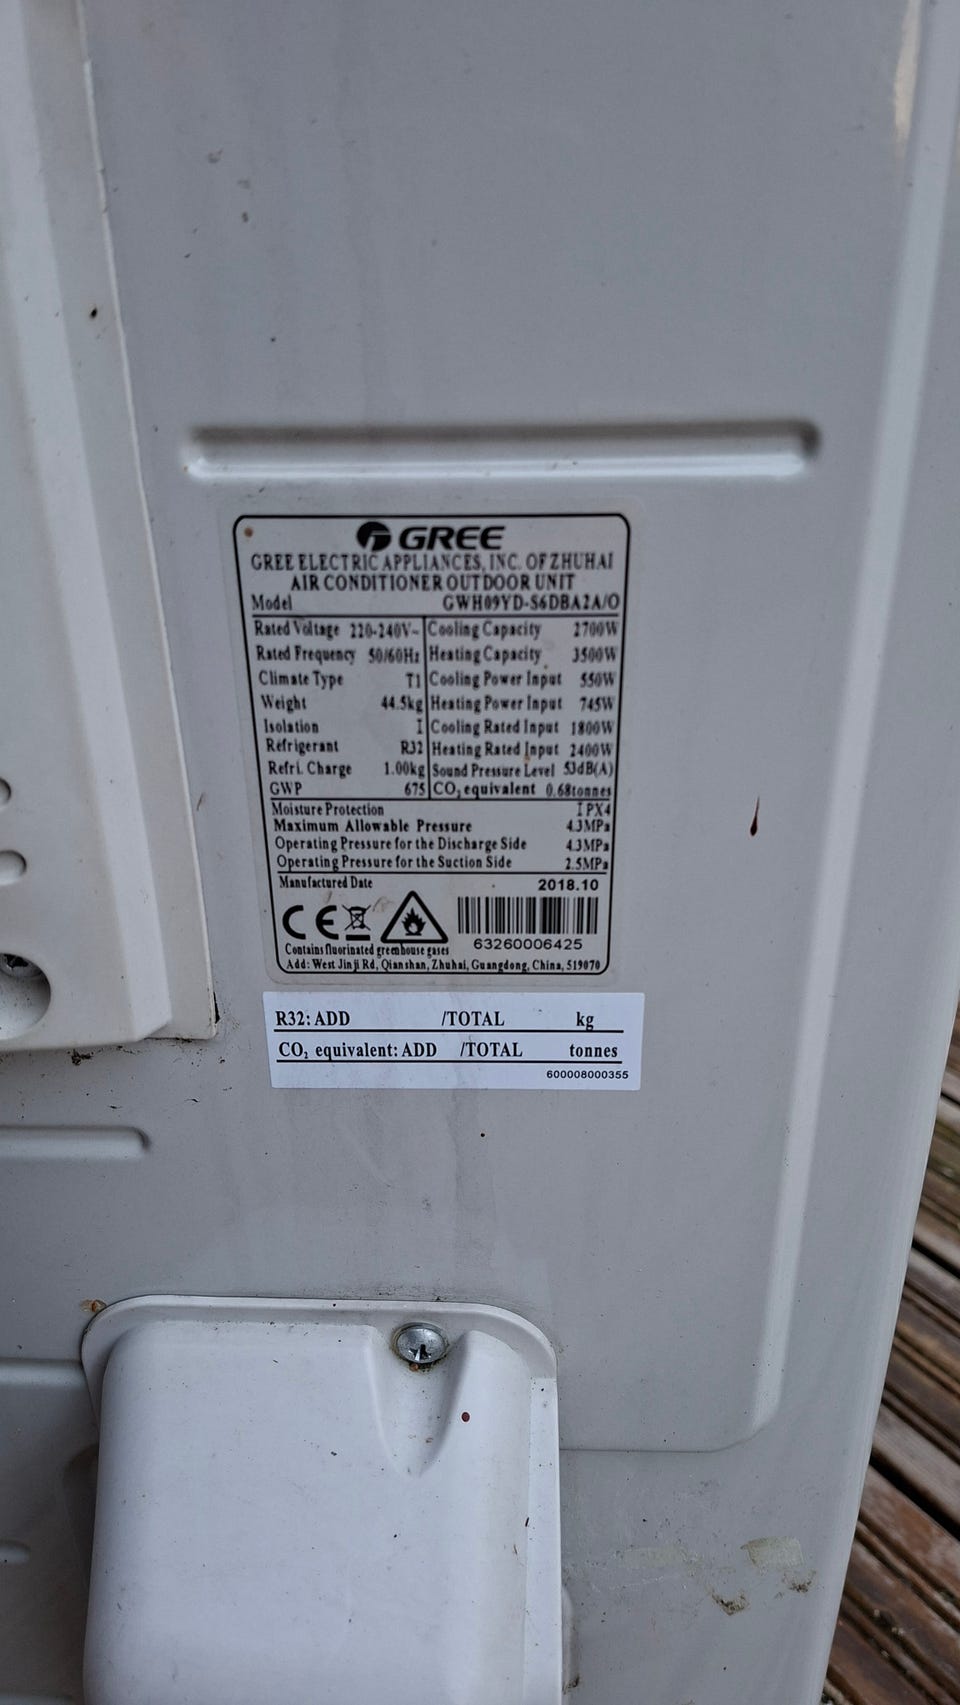 GREE
GREE ELECTRIC APPLIANCES, INC. OF ZHUHAI
AIR CONDITIONER OUTDOOR UNIT
Model GWH09YD-S6DBA2A/O
Rated Voltage 220-240V~ Cooling Capacity 2700W
Rated Frequency 50/60Hz Heating Capacity 3500W
Climate Type T1 Cooling Power Input 550W
Weight 44.5kg Heating Power Input 745W
Isolation I Cooling Rated Input 1800W
Refrigerant R32 Heating Rated Input 2400W
Refri. Charge 1.00kg Sound Pressure Level 53dB(A)
GWP 675 CO₂ equivalent 0.68tonnes
Moisture Protection IPX4
Maximum Allowable Pressure 4.3MPa
Operating Pressure for the Discharge Side 4.3MPa
Operating Pressure for the Suction Side 2.5MPa
Manufactured Date 2018.10
CE
63260006425
Contains fluorinated greenhouse gases
Add: West Jinji Rd, Qianshan, Zhuhai, Guangdong, China, 519070
R32: ADD /TOTAL kg
CO₂ equivalent: ADD /TOTAL tonnes
600008000355